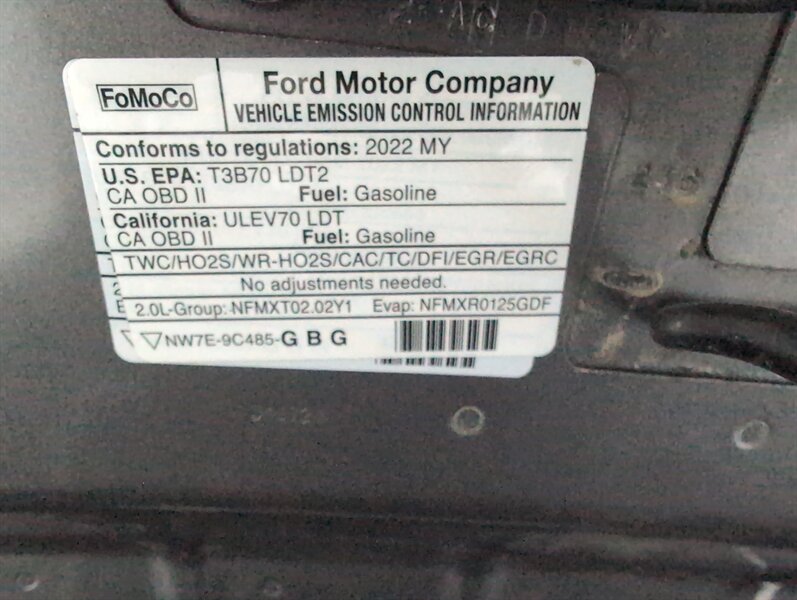 FoMoCo
Ford Motor Company
VEHICLE EMISSION CONTROL INFORMATION
Conforms to regulations: 2022 MY
U.S. EPA: T3B70 LDT2
CA OBD II Fuel: Gasoline
California: ULEV70 LDT
CA OBD II Fuel: Gasoline
TWC/HO2S/WR-HO2S/CAC/TC/DFI/EGR/EGRC
No adjustments needed.
2.0L-Group: NFMXT02.02Y1 Evap: NFMXR0125GDF
NW7E-9C485-G B G